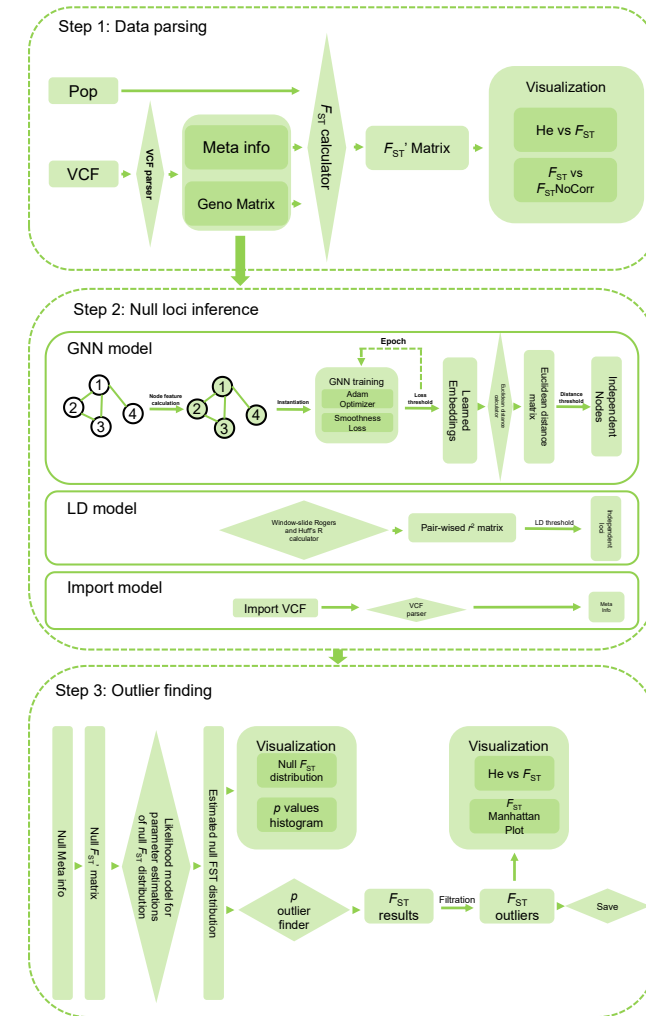 Step 1: Data parsing
Pop
VCF
VCF parser
Meta info
Geno Matrix
FST calculator
FST' Matrix
Visualization
He vs FST
FST vs
FSTNoCorr
Step 2: Null loci inference
GNN model
1
2
3
4
Node feature
calculation
1
2
3
4
Instantiation
Epoch
GNN training
Adam
Optimizer
Smoothness
Loss
Loss
threshold
Learned
Embeddings
Euclidean distance
calculator
Euclidean distance
matrix
Distance
threshold
Independent
Nodes
LD model
Window-slide Rogers
and Huff's R
calculator
Pair-wised r² matrix
LD threshold
Independent
loci
Import model
Import VCF
VCF
parser
Meta
Info
Step 3: Outlier finding
Null Meta info
Null FST' matrix
Likelihood model for
parameter estimations
of null FST distribution
Estimated null FST distribution
Visualization
Null FST
distribution
p values
histogram
p
outlier
finder
FST
results
Filtration
FST
outliers
Save
Visualization
He vs FST
FST
Manhattan
Plot